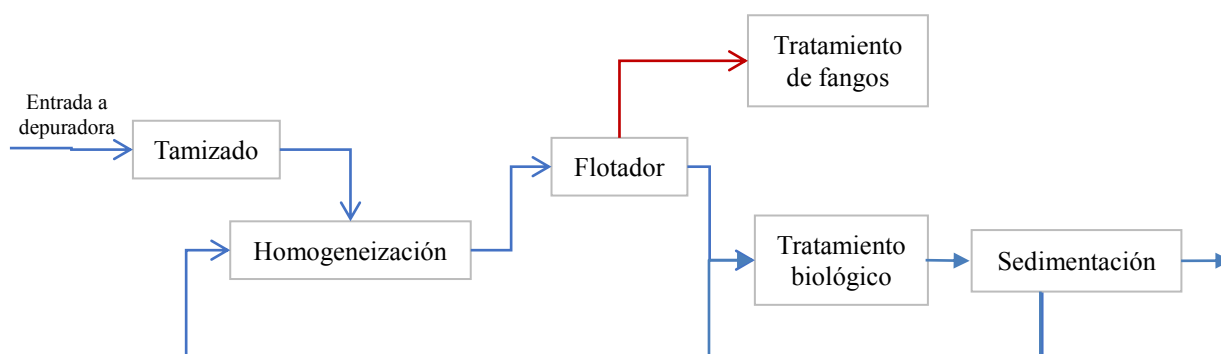 Entrada a
depuradora
Tamizado
Homogeneización
Flotador
Tratamiento
de fangos
Tratamiento
biológico
Sedimentación